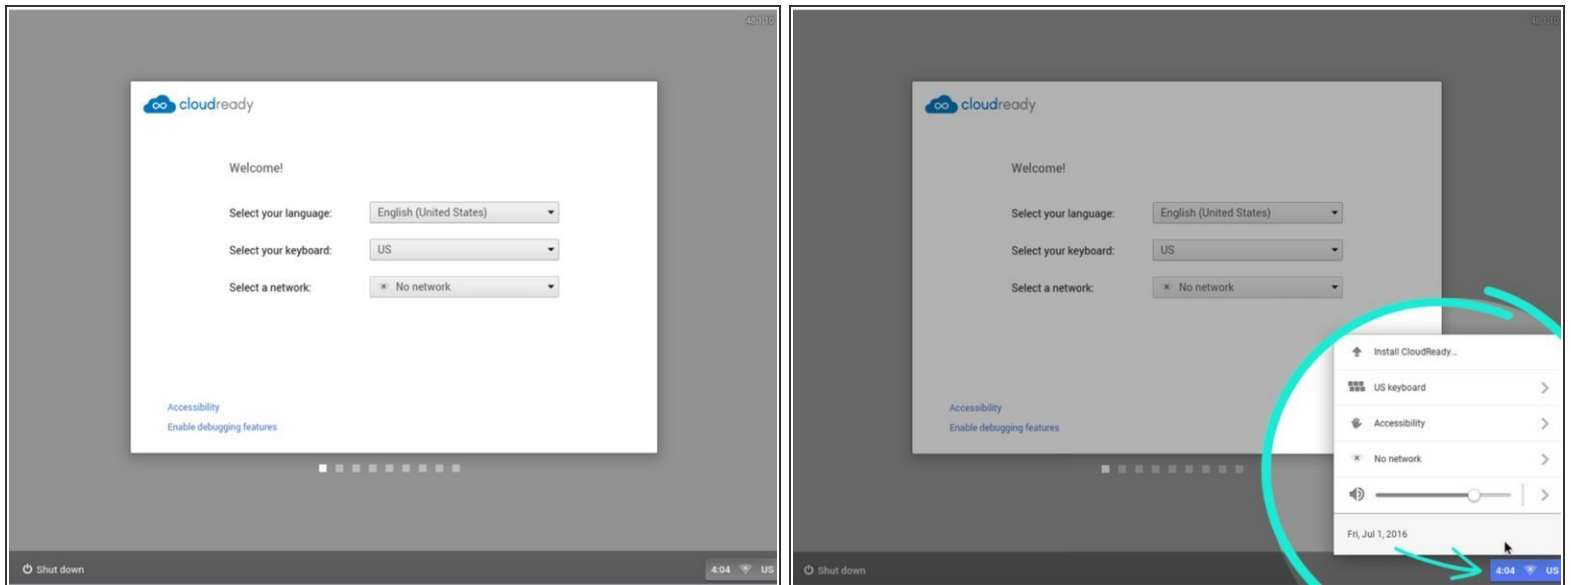 48.1.10
cloudready
Welcome!
Select your language: English (United States)
Select your keyboard: US
Select a network: No network
Accessibility
Enable debugging features
Shut down
4:04 US
cloudready
Welcome!
Select your language: English (United States)
Select your keyboard: US
Select a network: No network
Accessibility
Enable debugging features
Install CloudReady...
US keyboard
Accessibility
No network
Fri, Jul 1, 2016
Shut down
4:04 US